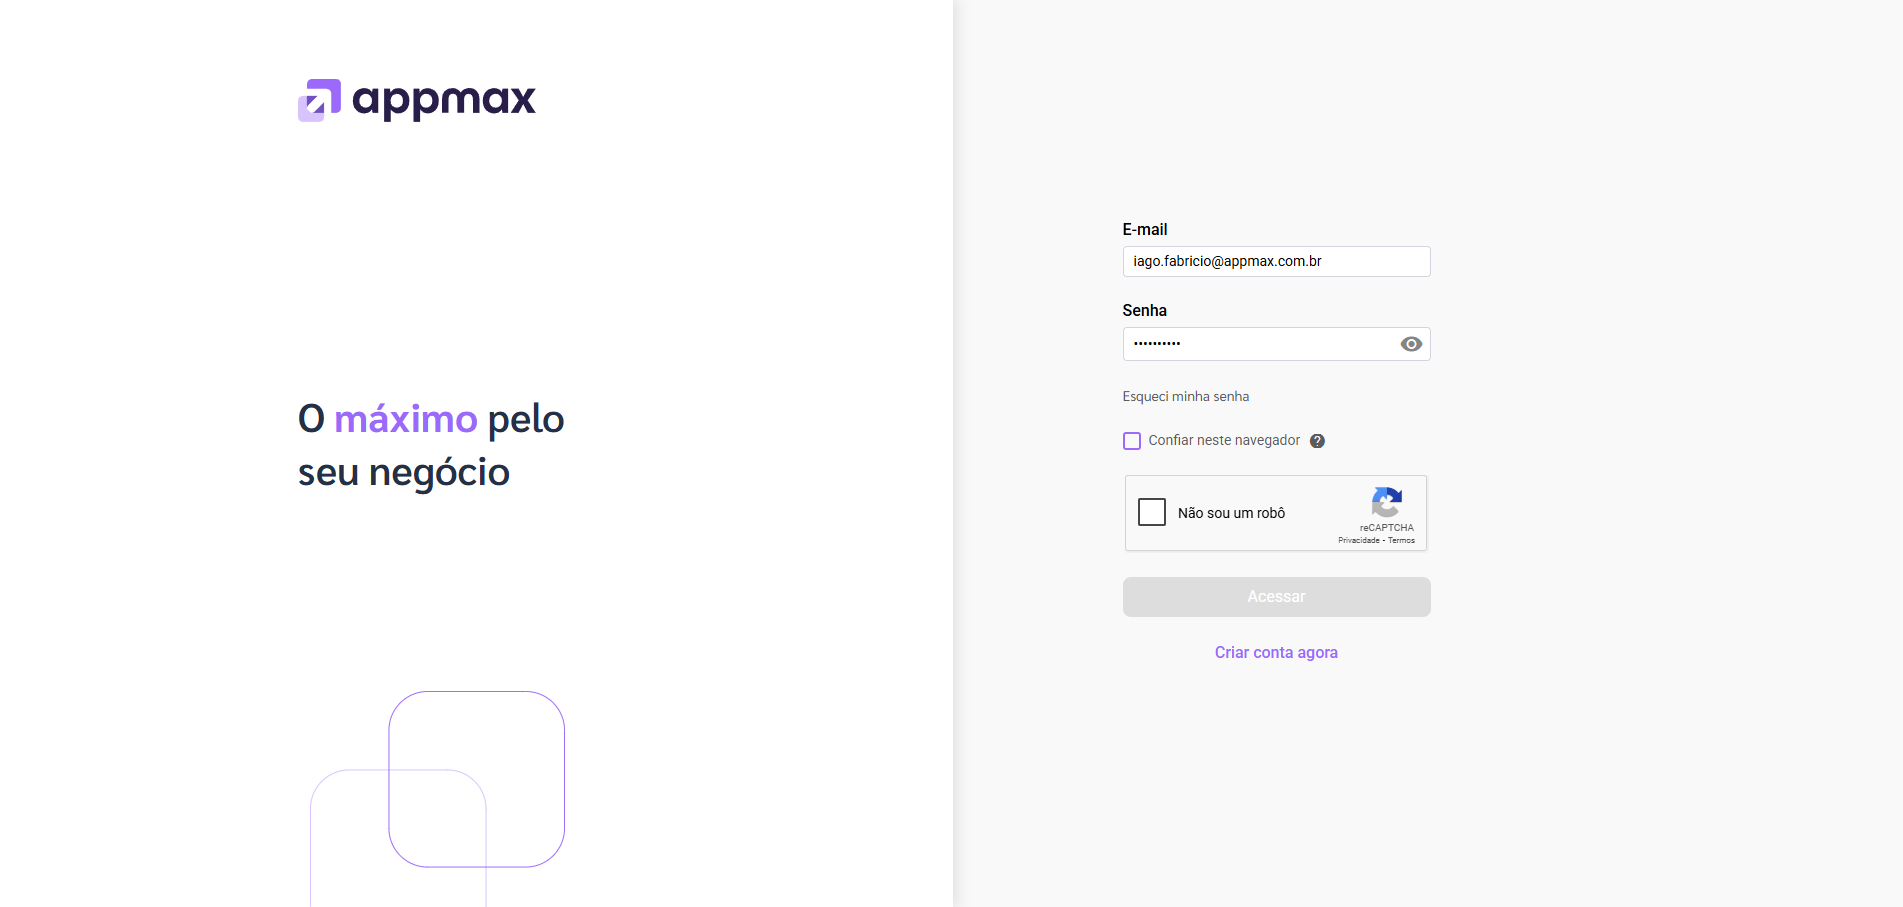 appmax
O máximo pelo
seu negócio
E-mail
iago.fabricio@appmax.com.br
Senha
••••••••••
Esqueci minha senha
Confiar neste navegador ?
Não sou um robô
reCAPTCHA
Privacidade - Termos
Acessar
Criar conta agora